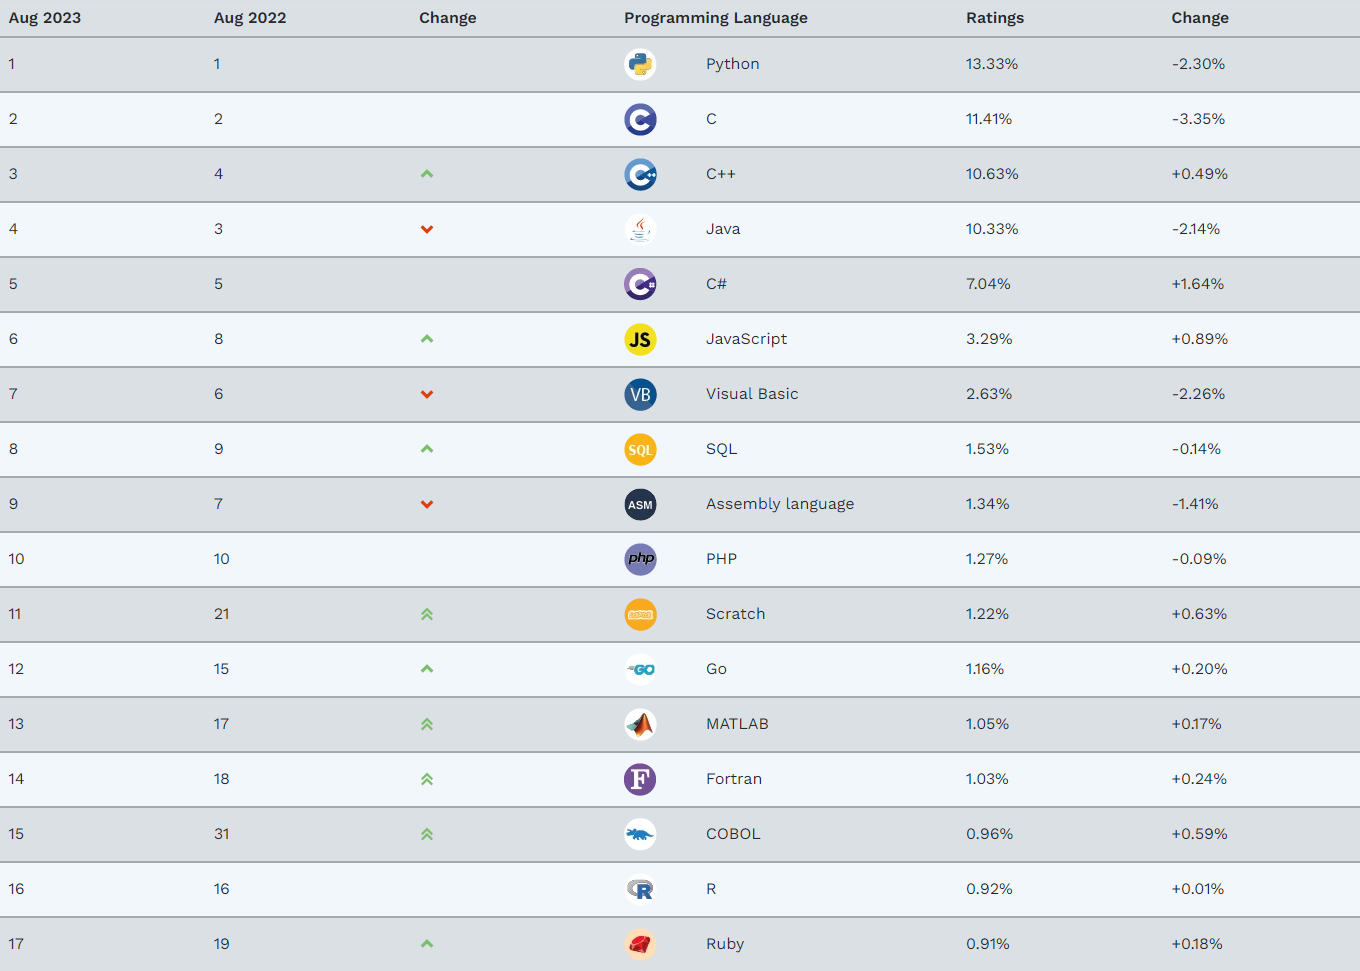 Aug 2023 Aug 2022 Change Programming Language Ratings Change
1 1 Python 13.33% -2.30%
2 2 C C 11.41% -3.35%
3 4 C++ C++ 10.63% +0.49%
4 3 Java 10.33% -2.14%
5 5 C# C# 7.04% +1.64%
6 8 JS JavaScript 3.29% +0.89%
7 6 VB Visual Basic 2.63% -2.26%
8 9 SQL SQL 1.53% -0.14%
9 7 ASM Assembly language 1.34% -1.41%
10 10 php PHP 1.27% -0.09%
11 21 Scratch 1.22% +0.63%
12 15 GO Go 1.16% +0.20%
13 17 MATLAB 1.05% +0.17%
14 18 F Fortran 1.03% +0.24%
15 31 COBOL 0.96% +0.59%
16 16 R R 0.92% +0.01%
17 19 Ruby 0.91% +0.18%